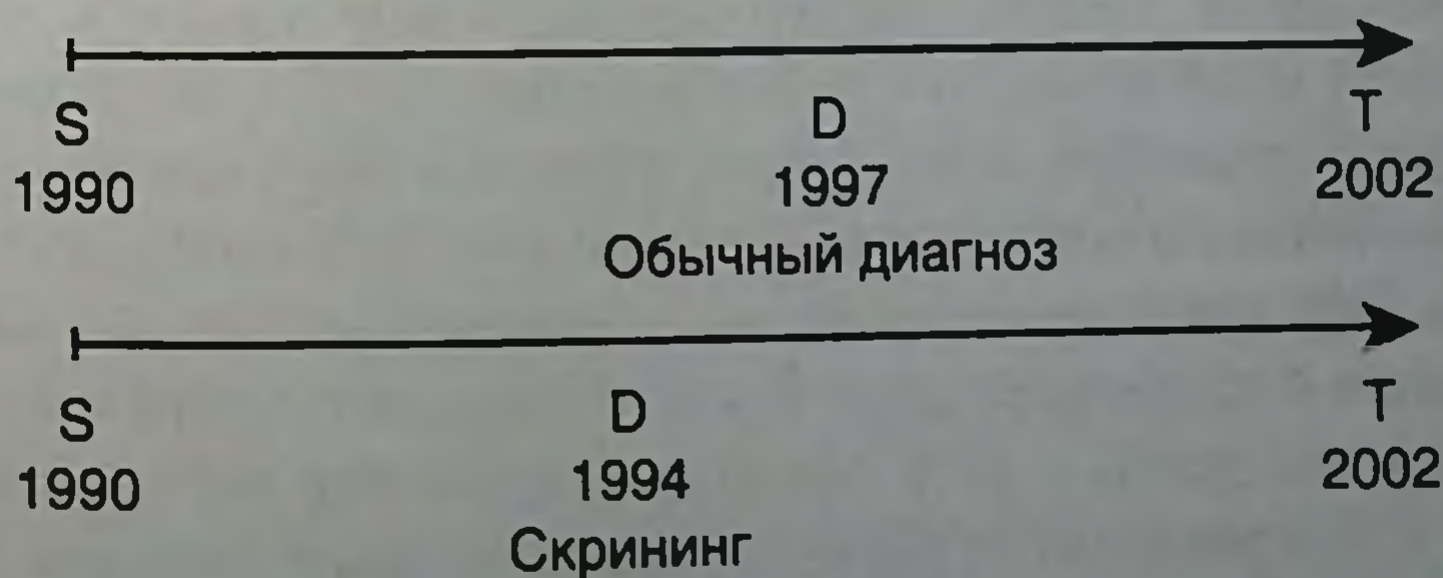 S D T
1990 1997 2002
Обычный диагноз
S D T
1990 1994 2002
Скрининг